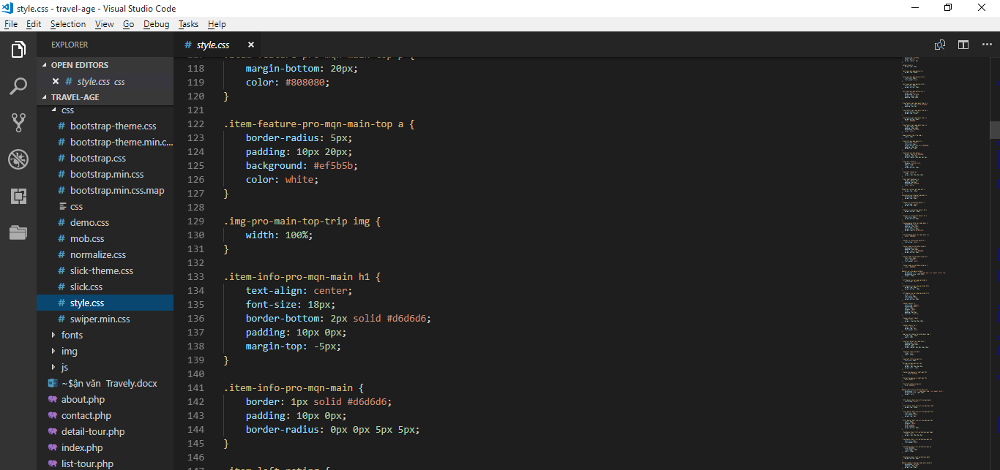 style.css - travel-age - Visual Studio Code
File Edit Selection View Go Debug Tasks Help
EXPLORER
OPEN EDITORS
# style.css css
TRAVEL-AGE
css
# bootstrap-theme.css
# bootstrap-theme.min.c...
# bootstrap.css
# bootstrap.min.css
# bootstrap.min.css.map
css
# demo.css
# mob.css
# normalize.css
# slick-theme.css
# slick.css
# style.css
# swiper.min.css
fonts
img
js
~$ận văn Travely.docx
about.php
contact.php
detail-tour.php
index.php
list-tour.php
# style.css
118 margin-bottom: 20px;
119 color: #808080;
120 }
121
122 .item-feature-pro-mqn-main-top a {
123 border-radius: 5px;
124 padding: 10px 20px;
125 background: #ef5b5b;
126 color: white;
127 }
128
129 .img-pro-main-top-trip img {
130 width: 100%;
131 }
132
133 .item-info-pro-mqn-main h1 {
134 text-align: center;
135 font-size: 18px;
136 border-bottom: 2px solid #d6d6d6;
137 padding: 10px 0px;
138 margin-top: -5px;
139 }
140
141 .item-info-pro-mqn-main {
142 border: 1px solid #d6d6d6;
143 padding: 10px 0px;
144 border-radius: 0px 0px 5px 5px;
145 }
146